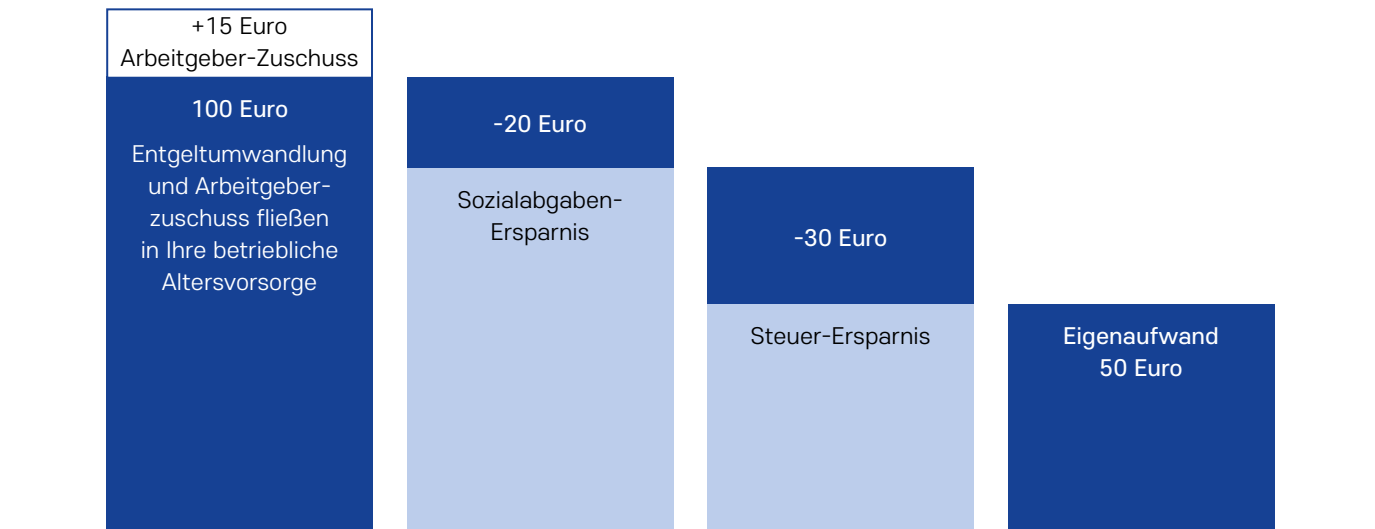 +15 Euro
Arbeitgeber-Zuschuss
100 Euro
Entgeltumwandlung
und Arbeitgeber-
zuschuss fließen
in Ihre betriebliche
Altersvorsorge
-20 Euro
Sozialabgaben-
Ersparnis
-30 Euro
Steuer-Ersparnis
Eigenaufwand
50 Euro